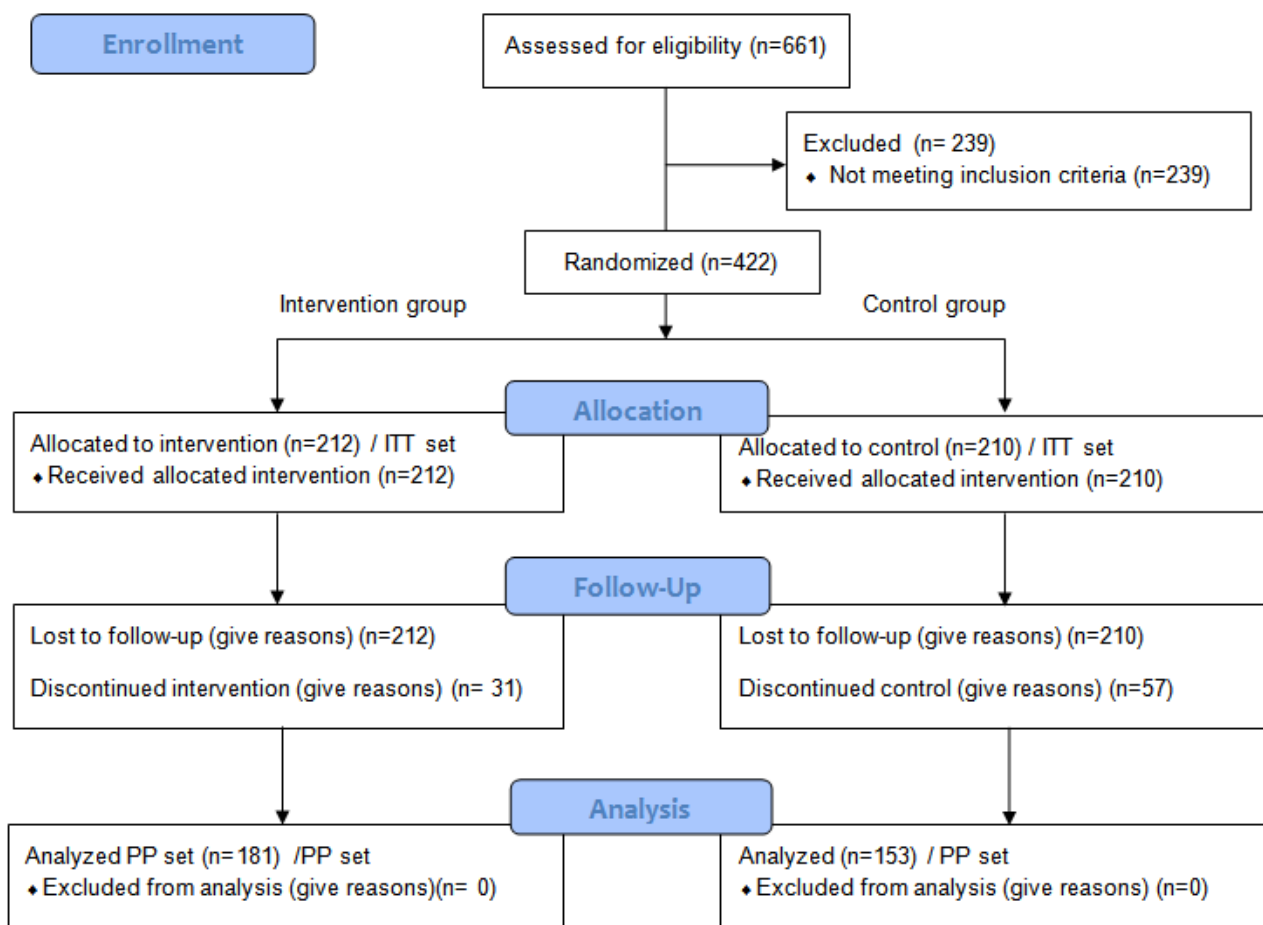 Enrollment
Assessed for eligibility (n=661)
Excluded (n= 239)
⬥ Not meeting inclusion criteria (n=239)
Randomized (n=422)
Intervention group
Control group
Allocation
Allocated to intervention (n=212) / ITT set
⬥ Received allocated intervention (n=212)
Allocated to control (n=210) / ITT set
⬥ Received allocated intervention (n=210)
Follow-Up
Lost to follow-up (give reasons) (n=212)
Discontinued intervention (give reasons) (n= 31)
Lost to follow-up (give reasons) (n=210)
Discontinued control (give reasons) (n=57)
Analysis
Analyzed PP set (n=181) /PP set
⬥ Excluded from analysis (give reasons)(n= 0)
Analyzed (n=153) / PP set
⬥ Excluded from analysis (give reasons) (n=0)